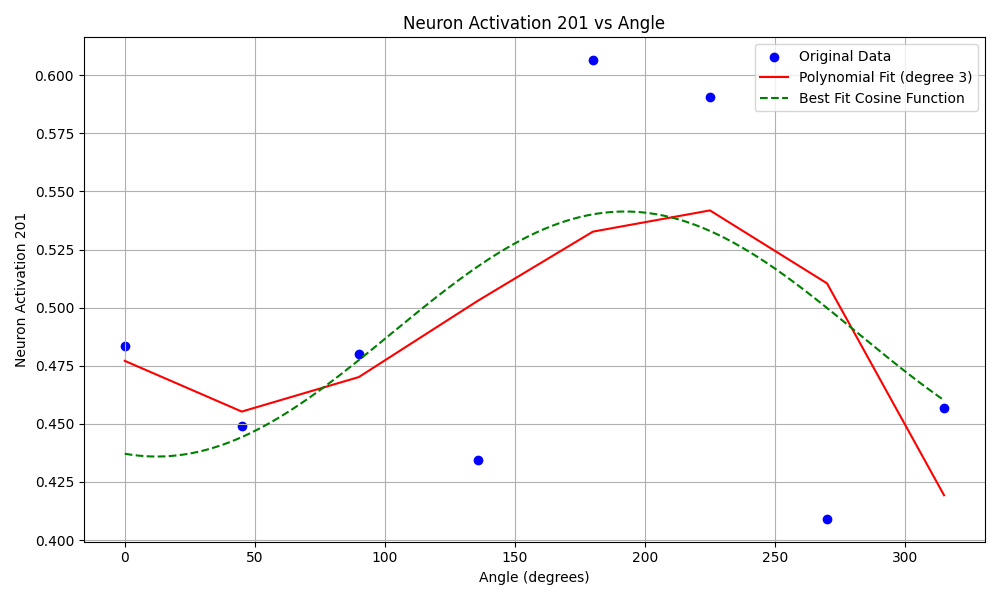 Neuron Activation 201 vs Angle
Original Data
Polynomial Fit (degree 3)
Best Fit Cosine Function
Neuron Activation 201
0.600
0.575
0.550
0.525
0.500
0.475
0.450
0.425
0.400
0
50
100
150
200
250
300
Angle (degrees)